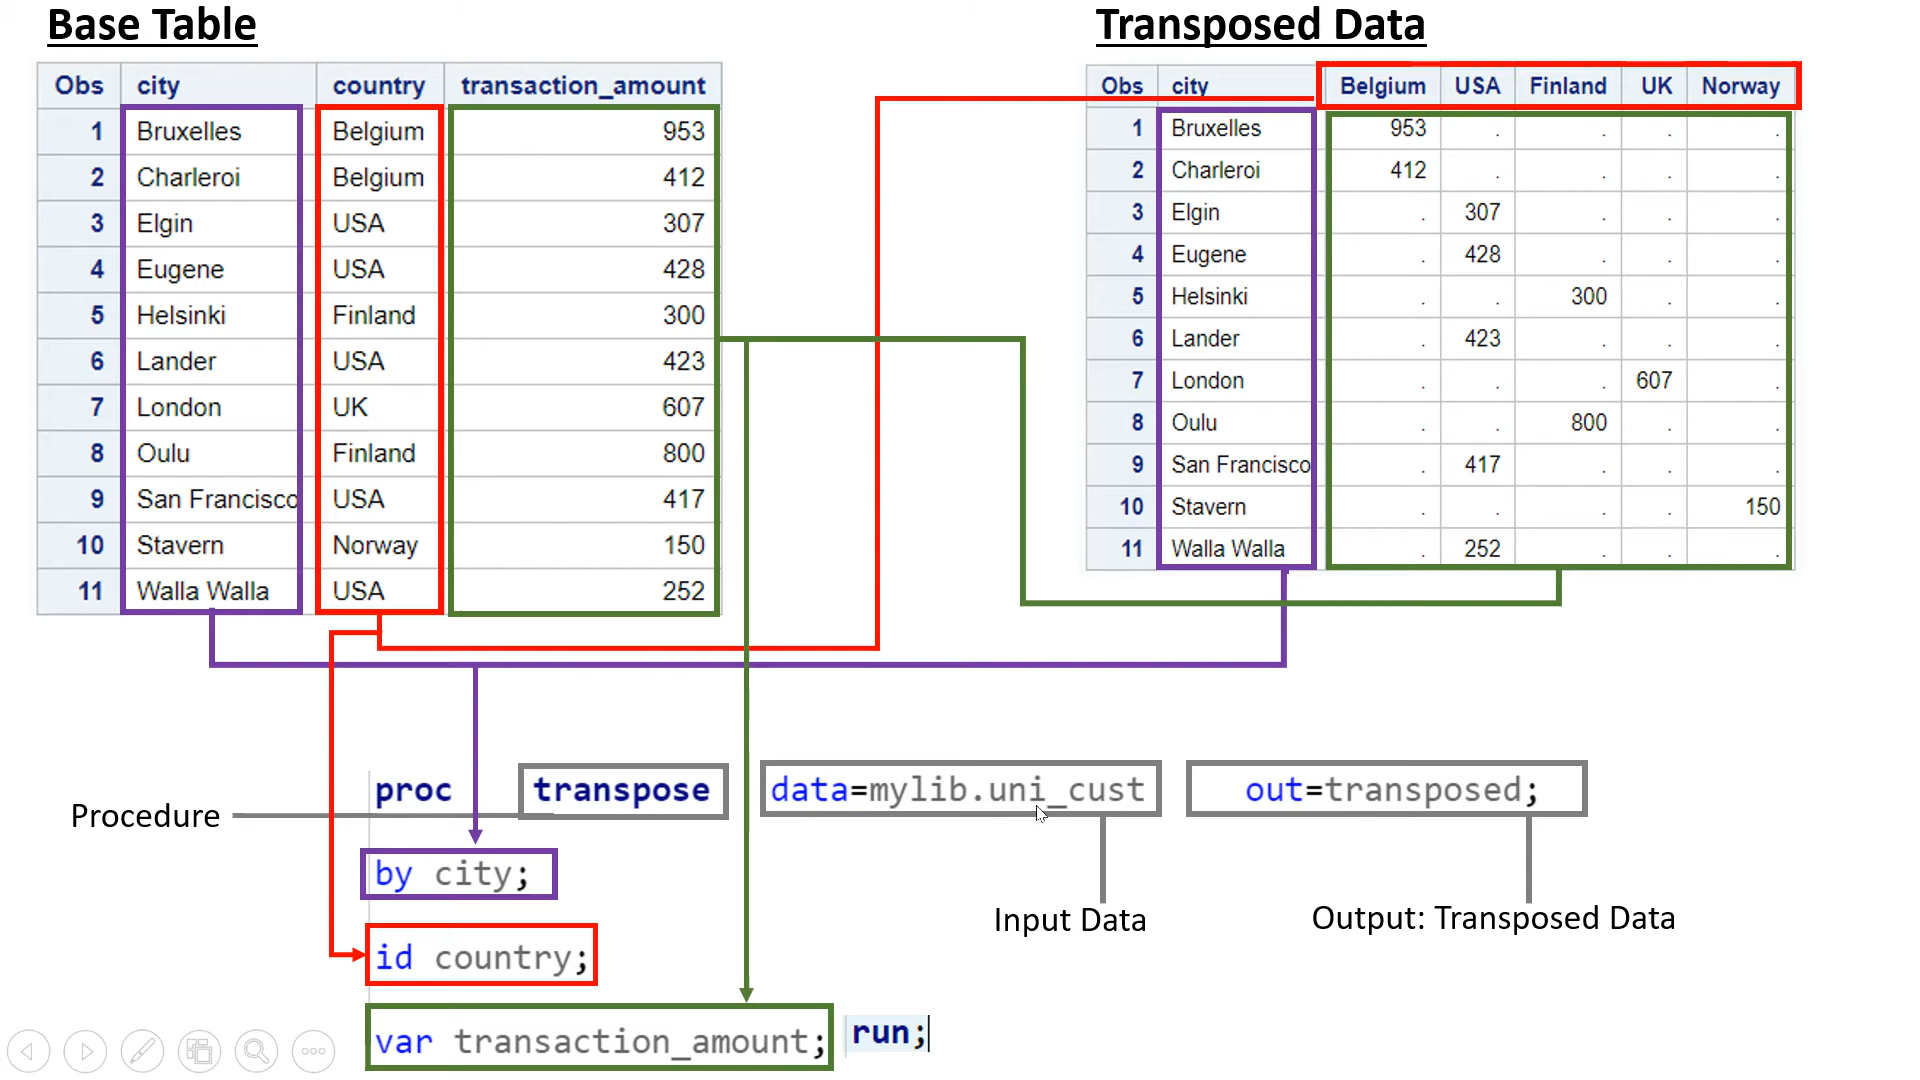 Base Table
Obs city country transaction_amount
1 Bruxelles Belgium 953
2 Charleroi Belgium 412
3 Elgin USA 307
4 Eugene USA 428
5 Helsinki Finland 300
6 Lander USA 423
7 London UK 607
8 Oulu Finland 800
9 San Francisco USA 417
10 Stavern Norway 150
11 Walla Walla USA 252
Transposed Data
Obs city Belgium USA Finland UK Norway
1 Bruxelles 953 . . . .
2 Charleroi 412 . . . .
3 Elgin . 307 . . .
4 Eugene . 428 . . .
5 Helsinki . . 300 . .
6 Lander . 423 . . .
7 London . . . 607 .
8 Oulu . . 800 . .
9 San Francisco . 417 . . .
10 Stavern . . . . 150
11 Walla Walla . 252 . . .
proc transpose data=mylib.uni_cust out=transposed;
Procedure
by city;
Input Data
Output: Transposed Data
id country;
var transaction_amount; run;